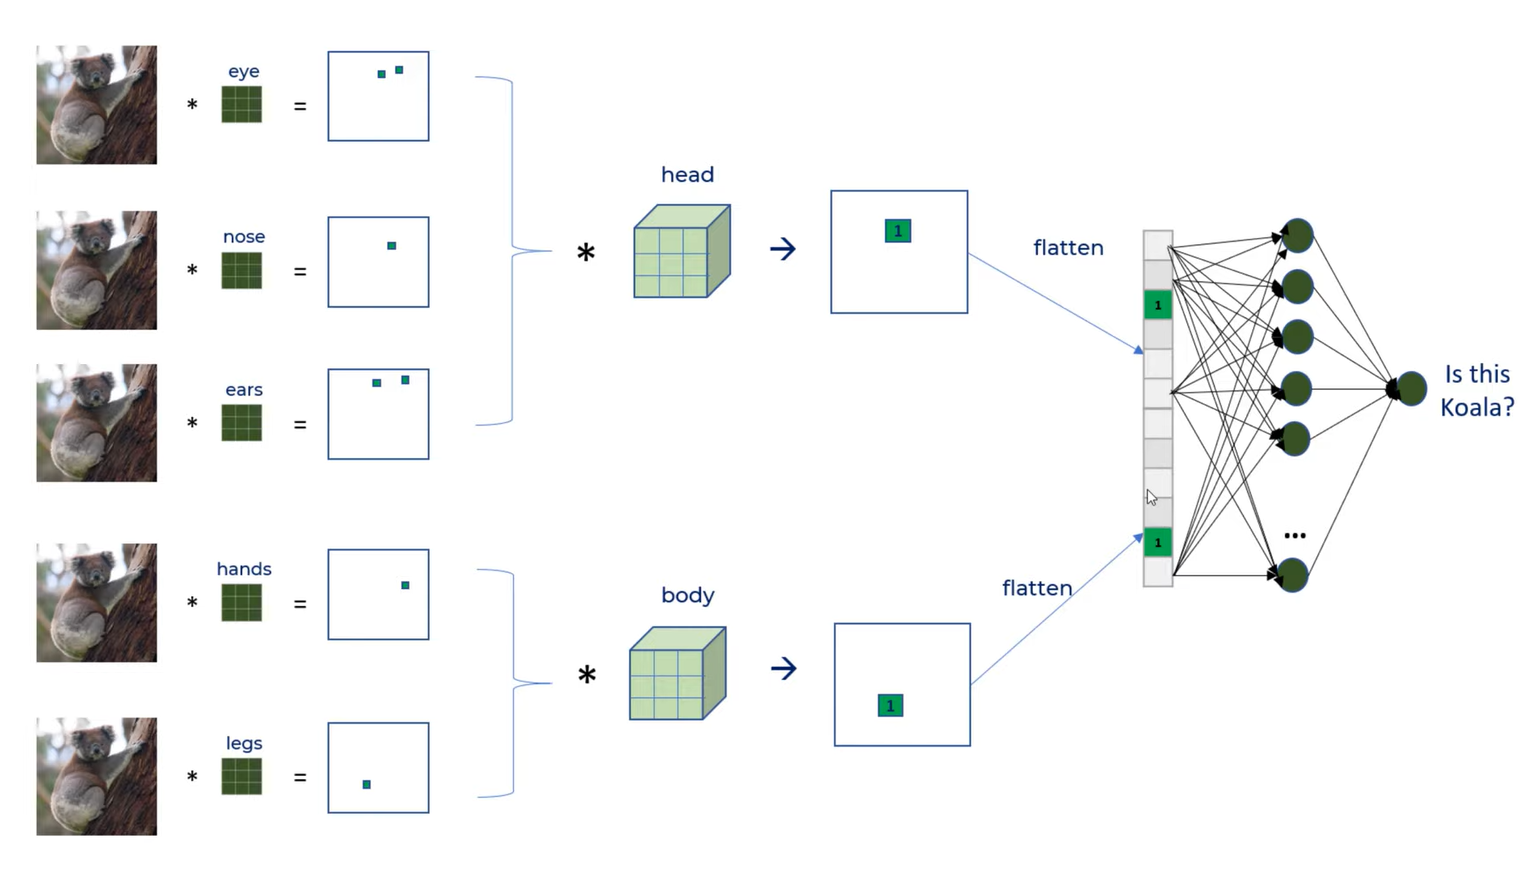 eye
*
=
nose
*
=
ears
*
=
head
*
→
1
flatten
1
hands
*
=
legs
*
=
body
*
→
1
flatten
1
...
Is this
Koala?